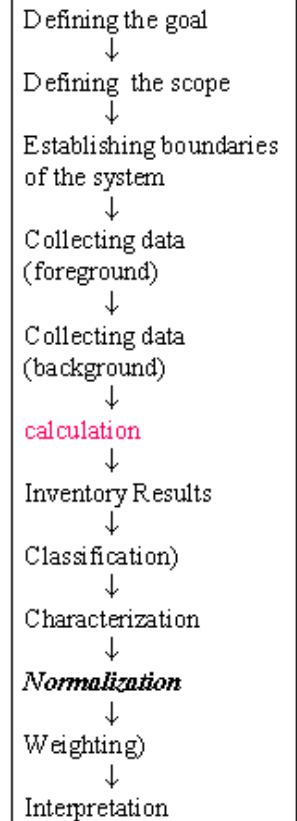 Defining the goal
↓
Defining the scope
↓
Establishing boundaries
of the system
↓
Collecting data
(foreground)
↓
Collecting data
(background)
↓
calculation
↓
Inventory Results
↓
Classification)
↓
Characterization
↓
Normalization
↓
Weighting)
↓
Interpretation